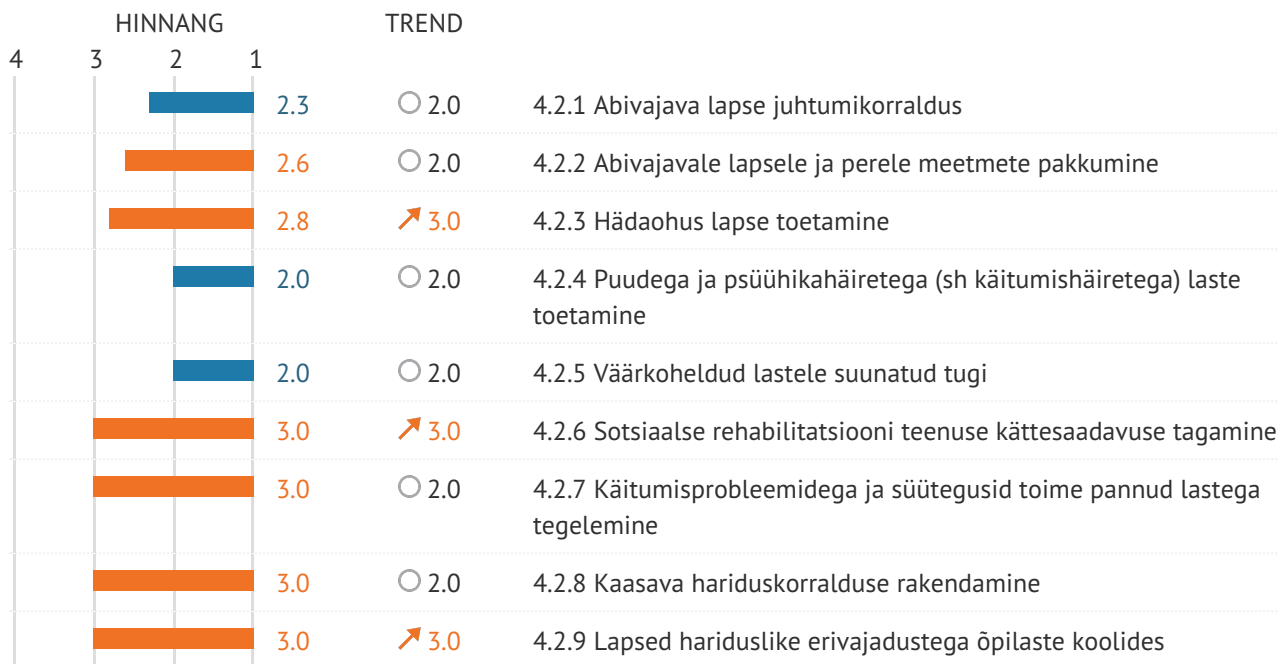 HINNANG TREND
4 3 2 1
2.3 2.0 4.2.1 Abivajava lapse juhtumikorraldus
2.6 2.0 4.2.2 Abivajavale lapsele ja perele meetmete pakkumine
2.8 3.0 4.2.3 Hädaohus lapse toetamine
2.0 2.0 4.2.4 Puudega ja psüühikahäiretega (sh käitumishäiretega) laste
toetamine
2.0 2.0 4.2.5 Väärkoheldud lastele suunatud tugi
3.0 3.0 4.2.6 Sotsiaalse rehabilitatsiooni teenuse kättesaadavuse tagamine
3.0 2.0 4.2.7 Käitumisprobleemidega ja süütegusid toime pannud lastega
tegelemine
3.0 2.0 4.2.8 Kaasava hariduskorralduse rakendamine
3.0 3.0 4.2.9 Lapsed hariduslike erivajadustega õpilaste koolides